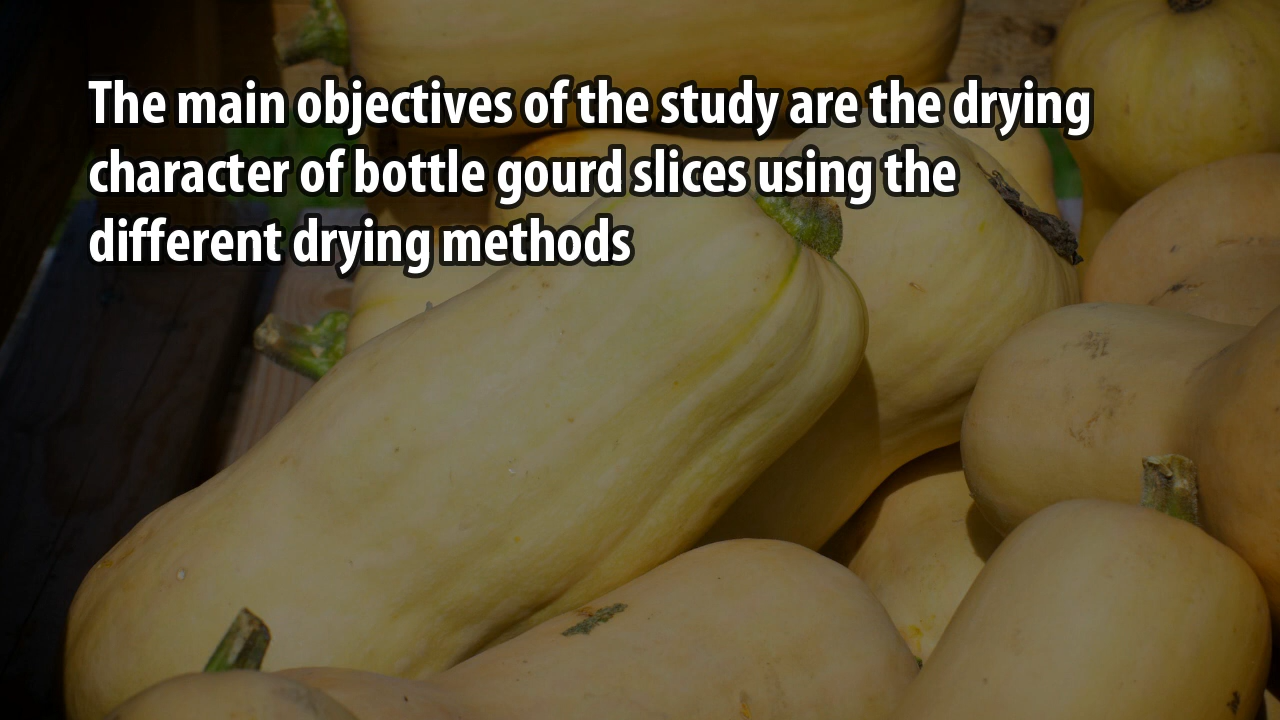 The main objectives of the study are the drying
character of bottle gourd slices using the
different drying methods